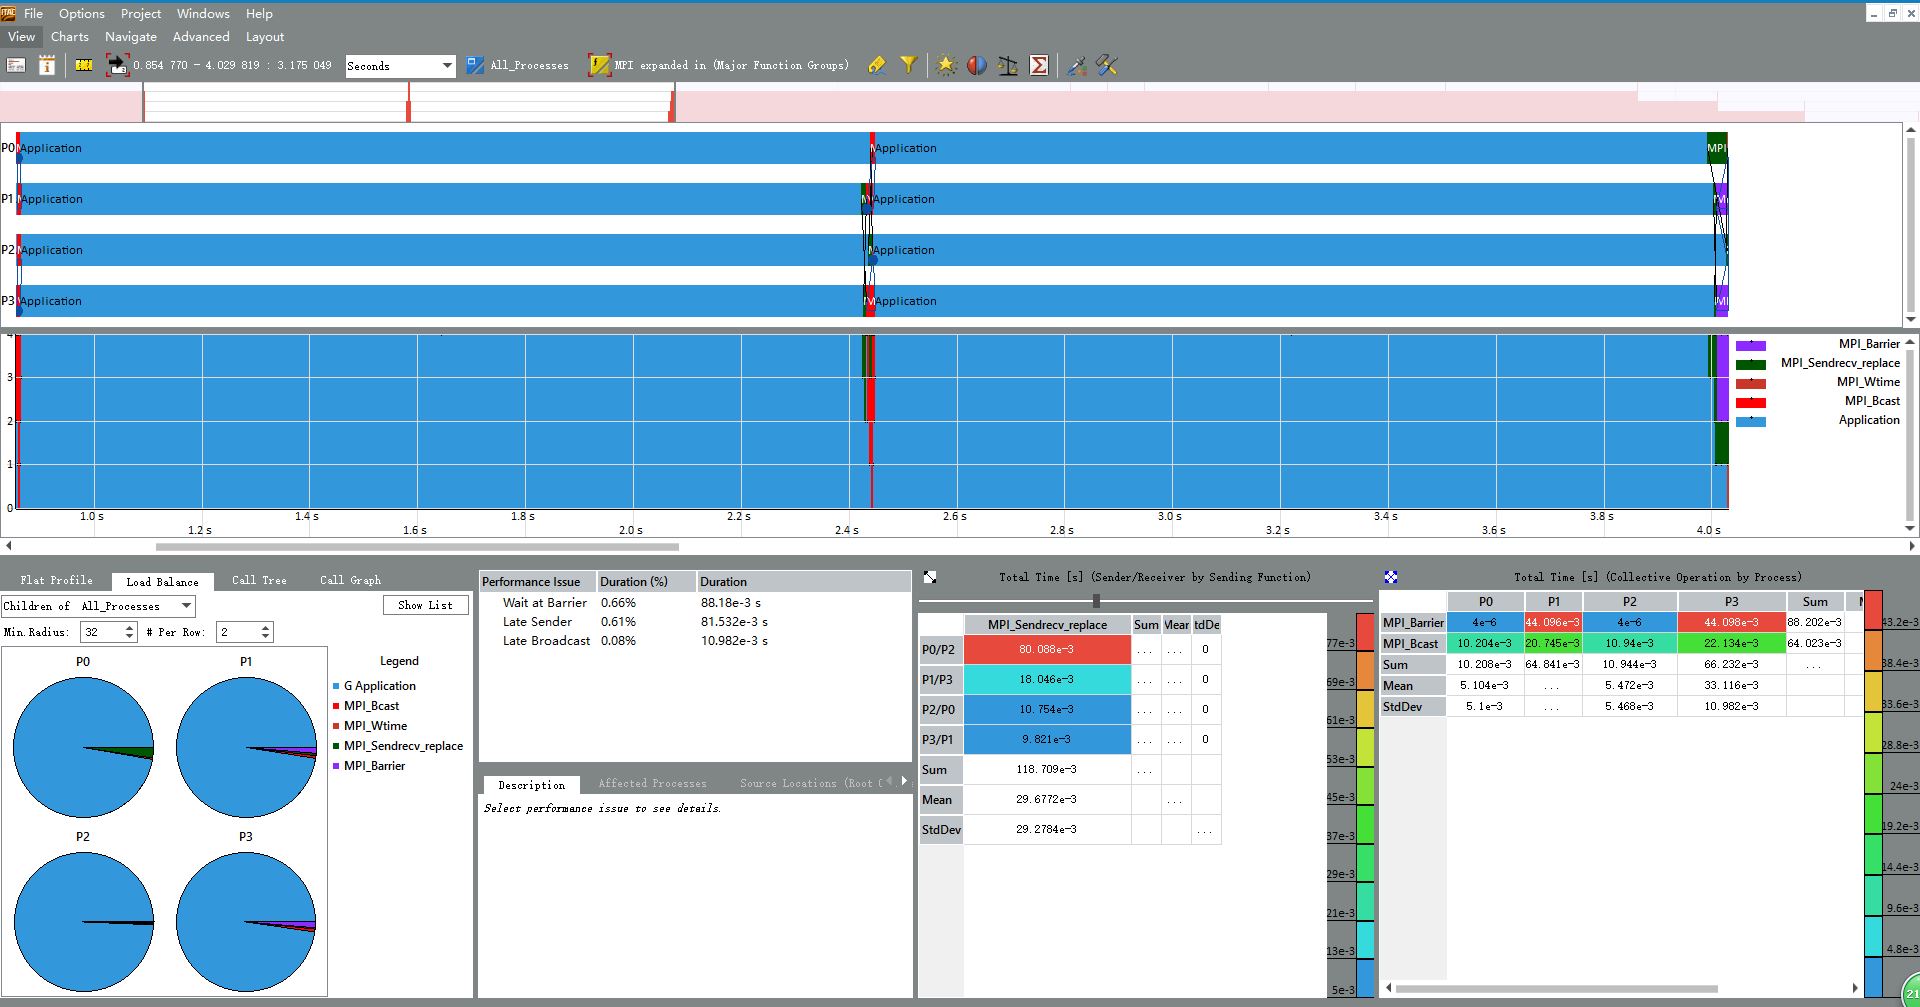 ITAC File Options Project Windows Help
View Charts Navigate Advanced Layout
0.854 770 - 4.029 819 : 3.175 049 Seconds All_Processes MPI expanded in (Major Function Groups)
P0 Application Application MPI
P1 Application Application
P2 Application Application
P3 Application Application
4
3
2
1
0
1.0 s 1.4 s 1.8 s 2.2 s 2.6 s 3.0 s 3.4 s 3.8 s
1.2 s 1.6 s 2.0 s 2.4 s 2.8 s 3.2 s 3.6 s 4.0 s
MPI_Barrier
MPI_Sendrecv_replace
MPI_Wtime
MPI_Bcast
Application
Flat Profile Load Balance Call Tree Call Graph
Children of All_Processes Show List
Min.Radius: 32 # Per Row: 2
P0 P1
P2 P3
Legend
G Application
MPI_Bcast
MPI_Wtime
MPI_Sendrecv_replace
MPI_Barrier
Performance Issue Duration (%) Duration
Wait at Barrier 0.66% 88.18e-3 s
Late Sender 0.61% 81.532e-3 s
Late Broadcast 0.08% 10.982e-3 s
Description Affected Processes Source Locations (Root
Select performance issue to see details.
Total Time [s] (Sender/Receiver by Sending Function)
MPI_Sendrecv_replace Sum Mear tdDe
P0/P2 80.088e-3 ... ... 0
P1/P3 18.046e-3 ... ... 0
P2/P0 10.754e-3 ... ... 0
P3/P1 9.821e-3 ... ... 0
Sum 118.709e-3 ...
Mean 29.6772e-3 ...
StdDev 29.2784e-3 ...
77e-3
69e-3
61e-3
53e-3
45e-3
37e-3
29e-3
21e-3
13e-3
5e-3
Total Time [s] (Collective Operation by Process)
P0 P1 P2 P3 Sum
MPI_Barrier 4e-6 44.096e-3 4e-6 44.098e-3 88.202e-3
MPI_Bcast 10.204e-3 20.745e-3 10.94e-3 22.134e-3 64.023e-3
Sum 10.208e-3 64.841e-3 10.944e-3 66.232e-3 ...
Mean 5.104e-3 ... 5.472e-3 33.116e-3
StdDev 5.1e-3 ... 5.468e-3 10.982e-3
43.2e-3
38.4e-3
33.6e-3
28.8e-3
24e-3
19.2e-3
14.4e-3
9.6e-3
4.8e-3
21